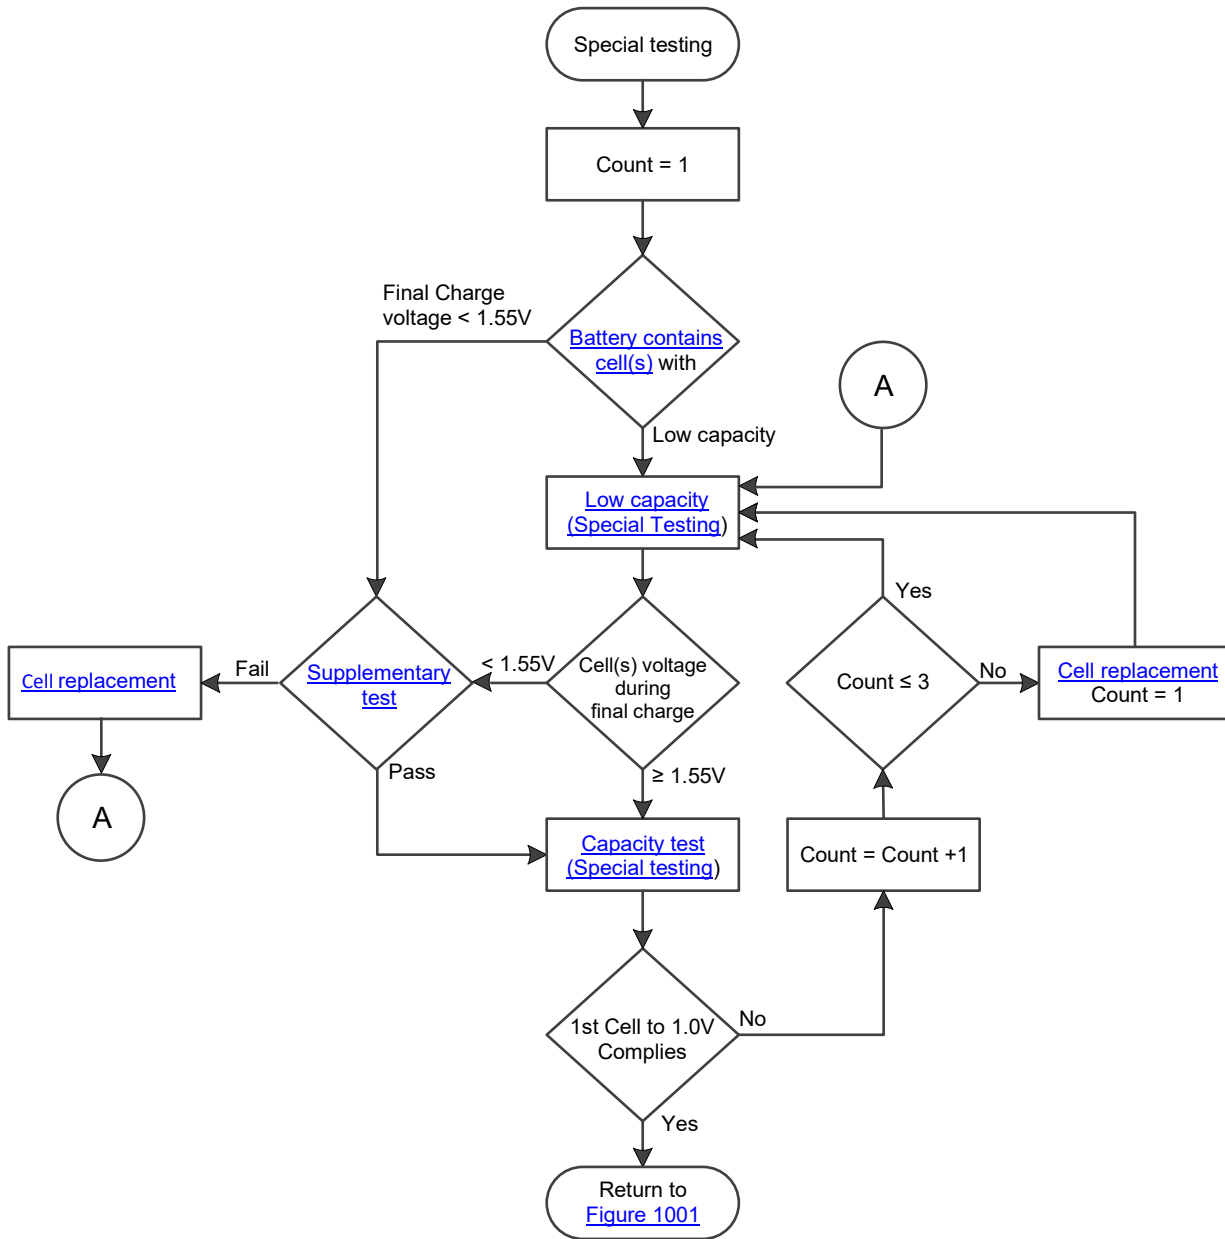 Special testing
Count = 1
Final Charge
voltage < 1.55V
Battery contains
cell(s) with
A
Low capacity
Low capacity
(Special Testing)
Yes
Cell replacement
Fail
Supplementary
test
< 1.55V
Cell(s) voltage
during
final charge
Count ≤ 3
No
Cell replacement
Count = 1
Pass
≥ 1.55V
A
Capacity test
(Special testing)
Count = Count +1
1st Cell to 1.0V
Complies
No
Yes
Return to
Figure 1001